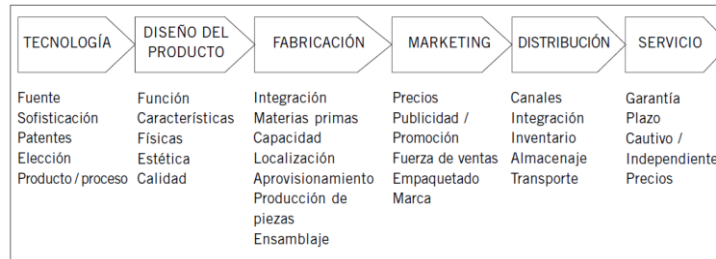 TECNOLOGÍA
DISEÑO DEL
PRODUCTO
FABRICACIÓN
MARKETING
DISTRIBUCIÓN
SERVICIO
Fuente
Sofisticación
Patentes
Elección
Producto / proceso
Función
Características
Físicas
Estética
Calidad
Integración
Materias primas
Capacidad
Localización
Aprovisionamiento
Producción de
piezas
Ensamblaje
Precios
Publicidad /
Promoción
Fuerza de ventas
Empaquetado
Marca
Canales
Integración
Inventario
Almacenaje
Transporte
Garantía
Plazo
Cautivo /
Independiente
Precios